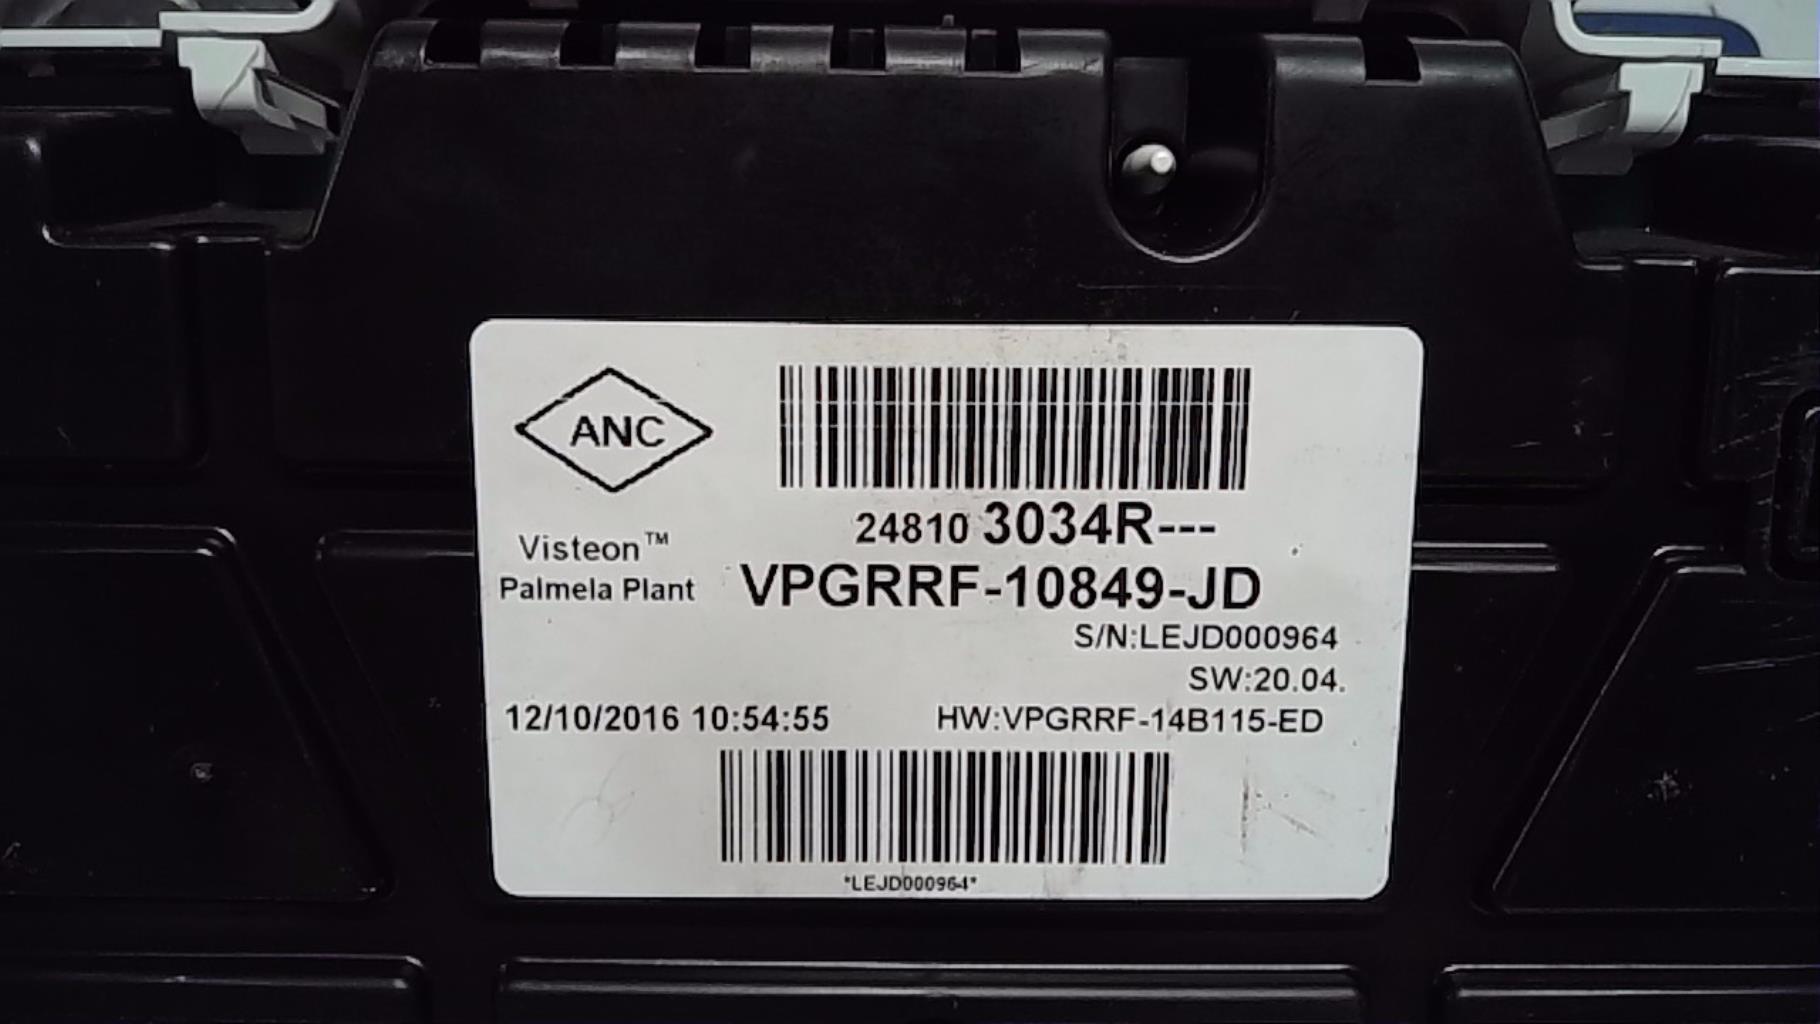 ANC
24810 3034R---
Visteon™
Palmela Plant
VPGRRF-10849-JD
S/N:LEJD000964
SW:20.04.
12/10/2016 10:54:55
HW:VPGRRF-14B115-ED
*LEJD000964*